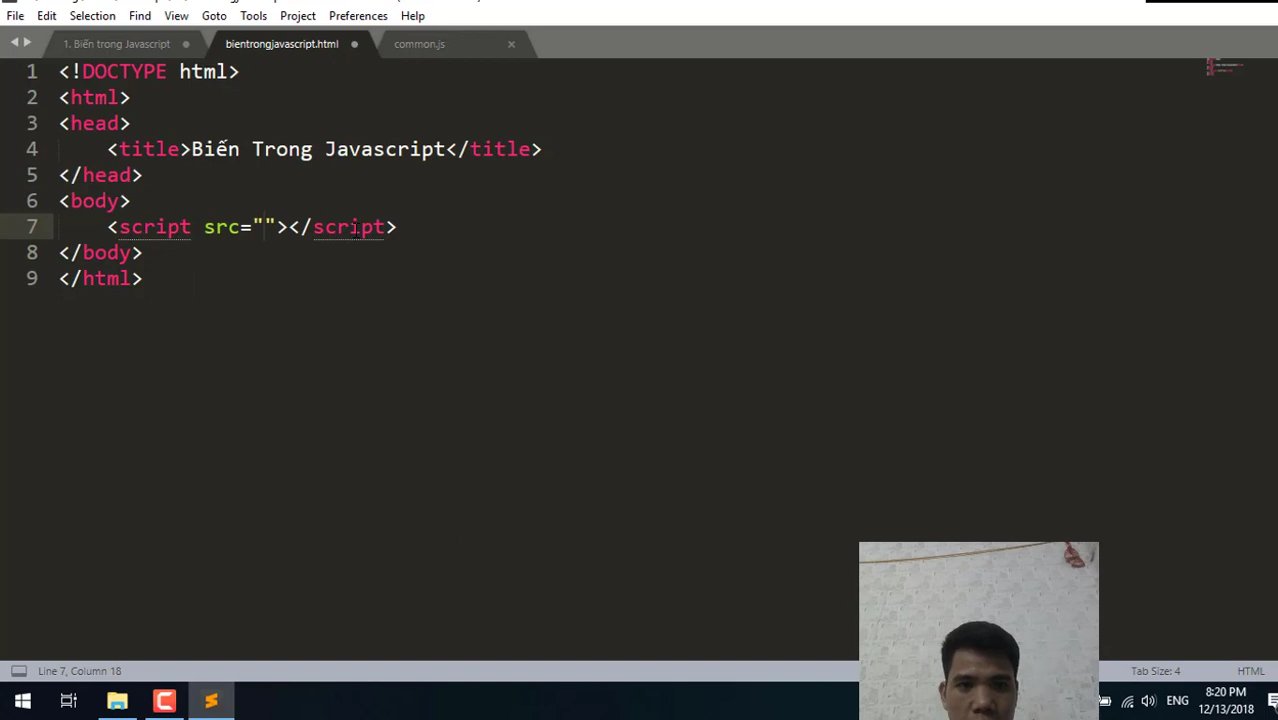 File Edit Selection View Goto Tools Project Preferences Help
1. Biến trong Javascript bientrongjavascript.html common.js
1 <!DOCTYPE html>
2 <html>
3 <head>
4 <title>Biến Trong Javascript</title>
5 </head>
6 <body>
7 <script src=""></script>
8 </body>
9 </html>
Line 7, Column 18 Tab Size: 4 HTML
ENG 8:20 PM
12/13/2018